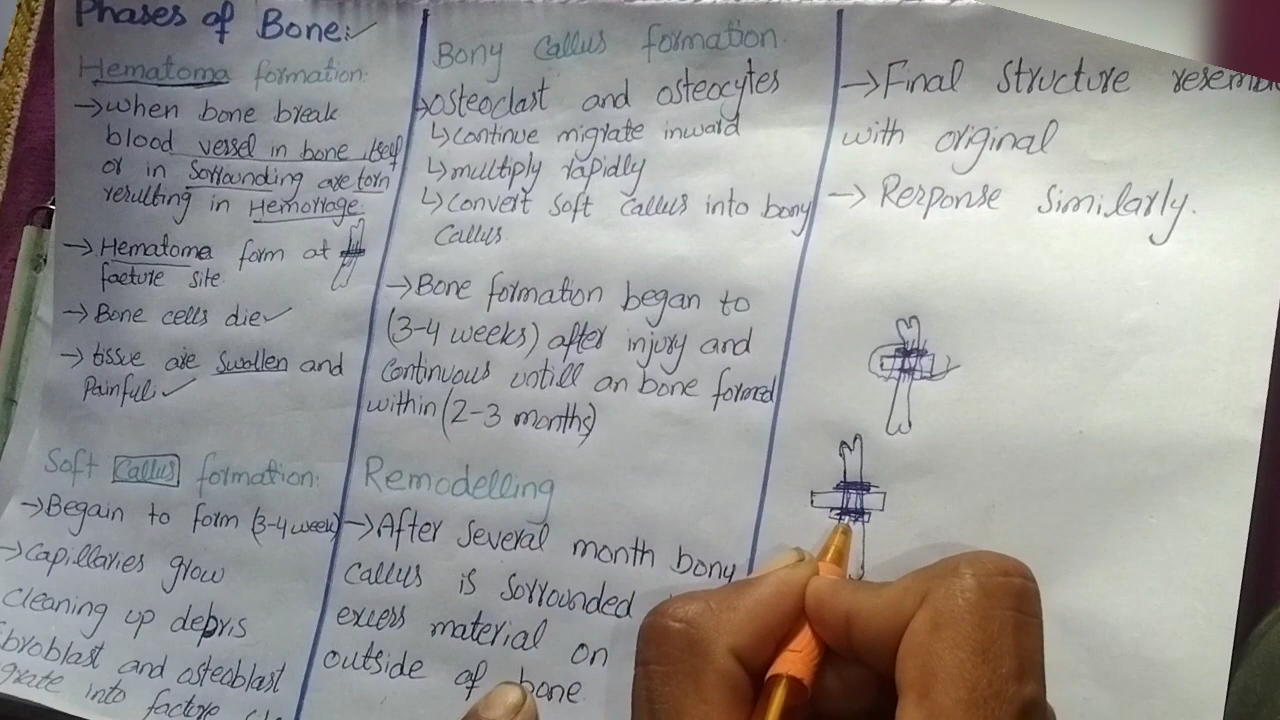 Phases of Bone:
Hematoma formation:
→when bone break
blood vessel in bone itself
or in Sorrounding are torn
resulting in Hemorrage.
→Hematoma form at
facture site.
→Bone cells die
→tissue are Swollen and
Painful:
Soft Callus formation:
→Begain to form (3-4 week)
→Capillaries grow
cleaning up debris
broblast and osteoblast
grate into factore
Bony Callus formation.
→osteoclast and osteocytes
↳continue migrate inward
↳multiply rapidly
↳convert Soft Callus into bony
Callus.
→Bone formation began to
(3-4 weeks) after injury and
continuous untill an bone formed
within (2-3 months)
Remodelling
→After Several month bony
Callus is Sorrounded
excess material on
outside of bone.
→Final Structure resemble
with original
→Response Similarly.